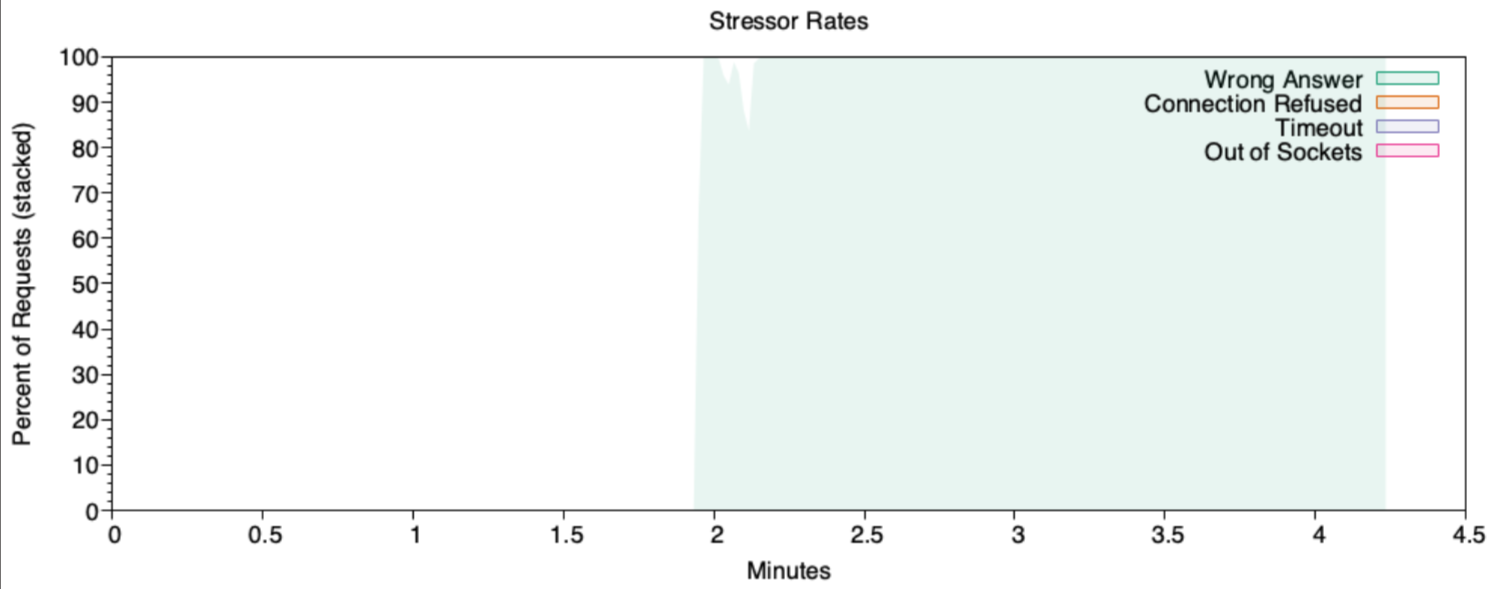 Stressor Rates
100
90
80
70
60
50
40
30
20
10
0
Percent of Requests (stacked)
Wrong Answer
Connection Refused
Timeout
Out of Sockets
0 0.5 1 1.5 2 2.5 3 3.5 4 4.5
Minutes